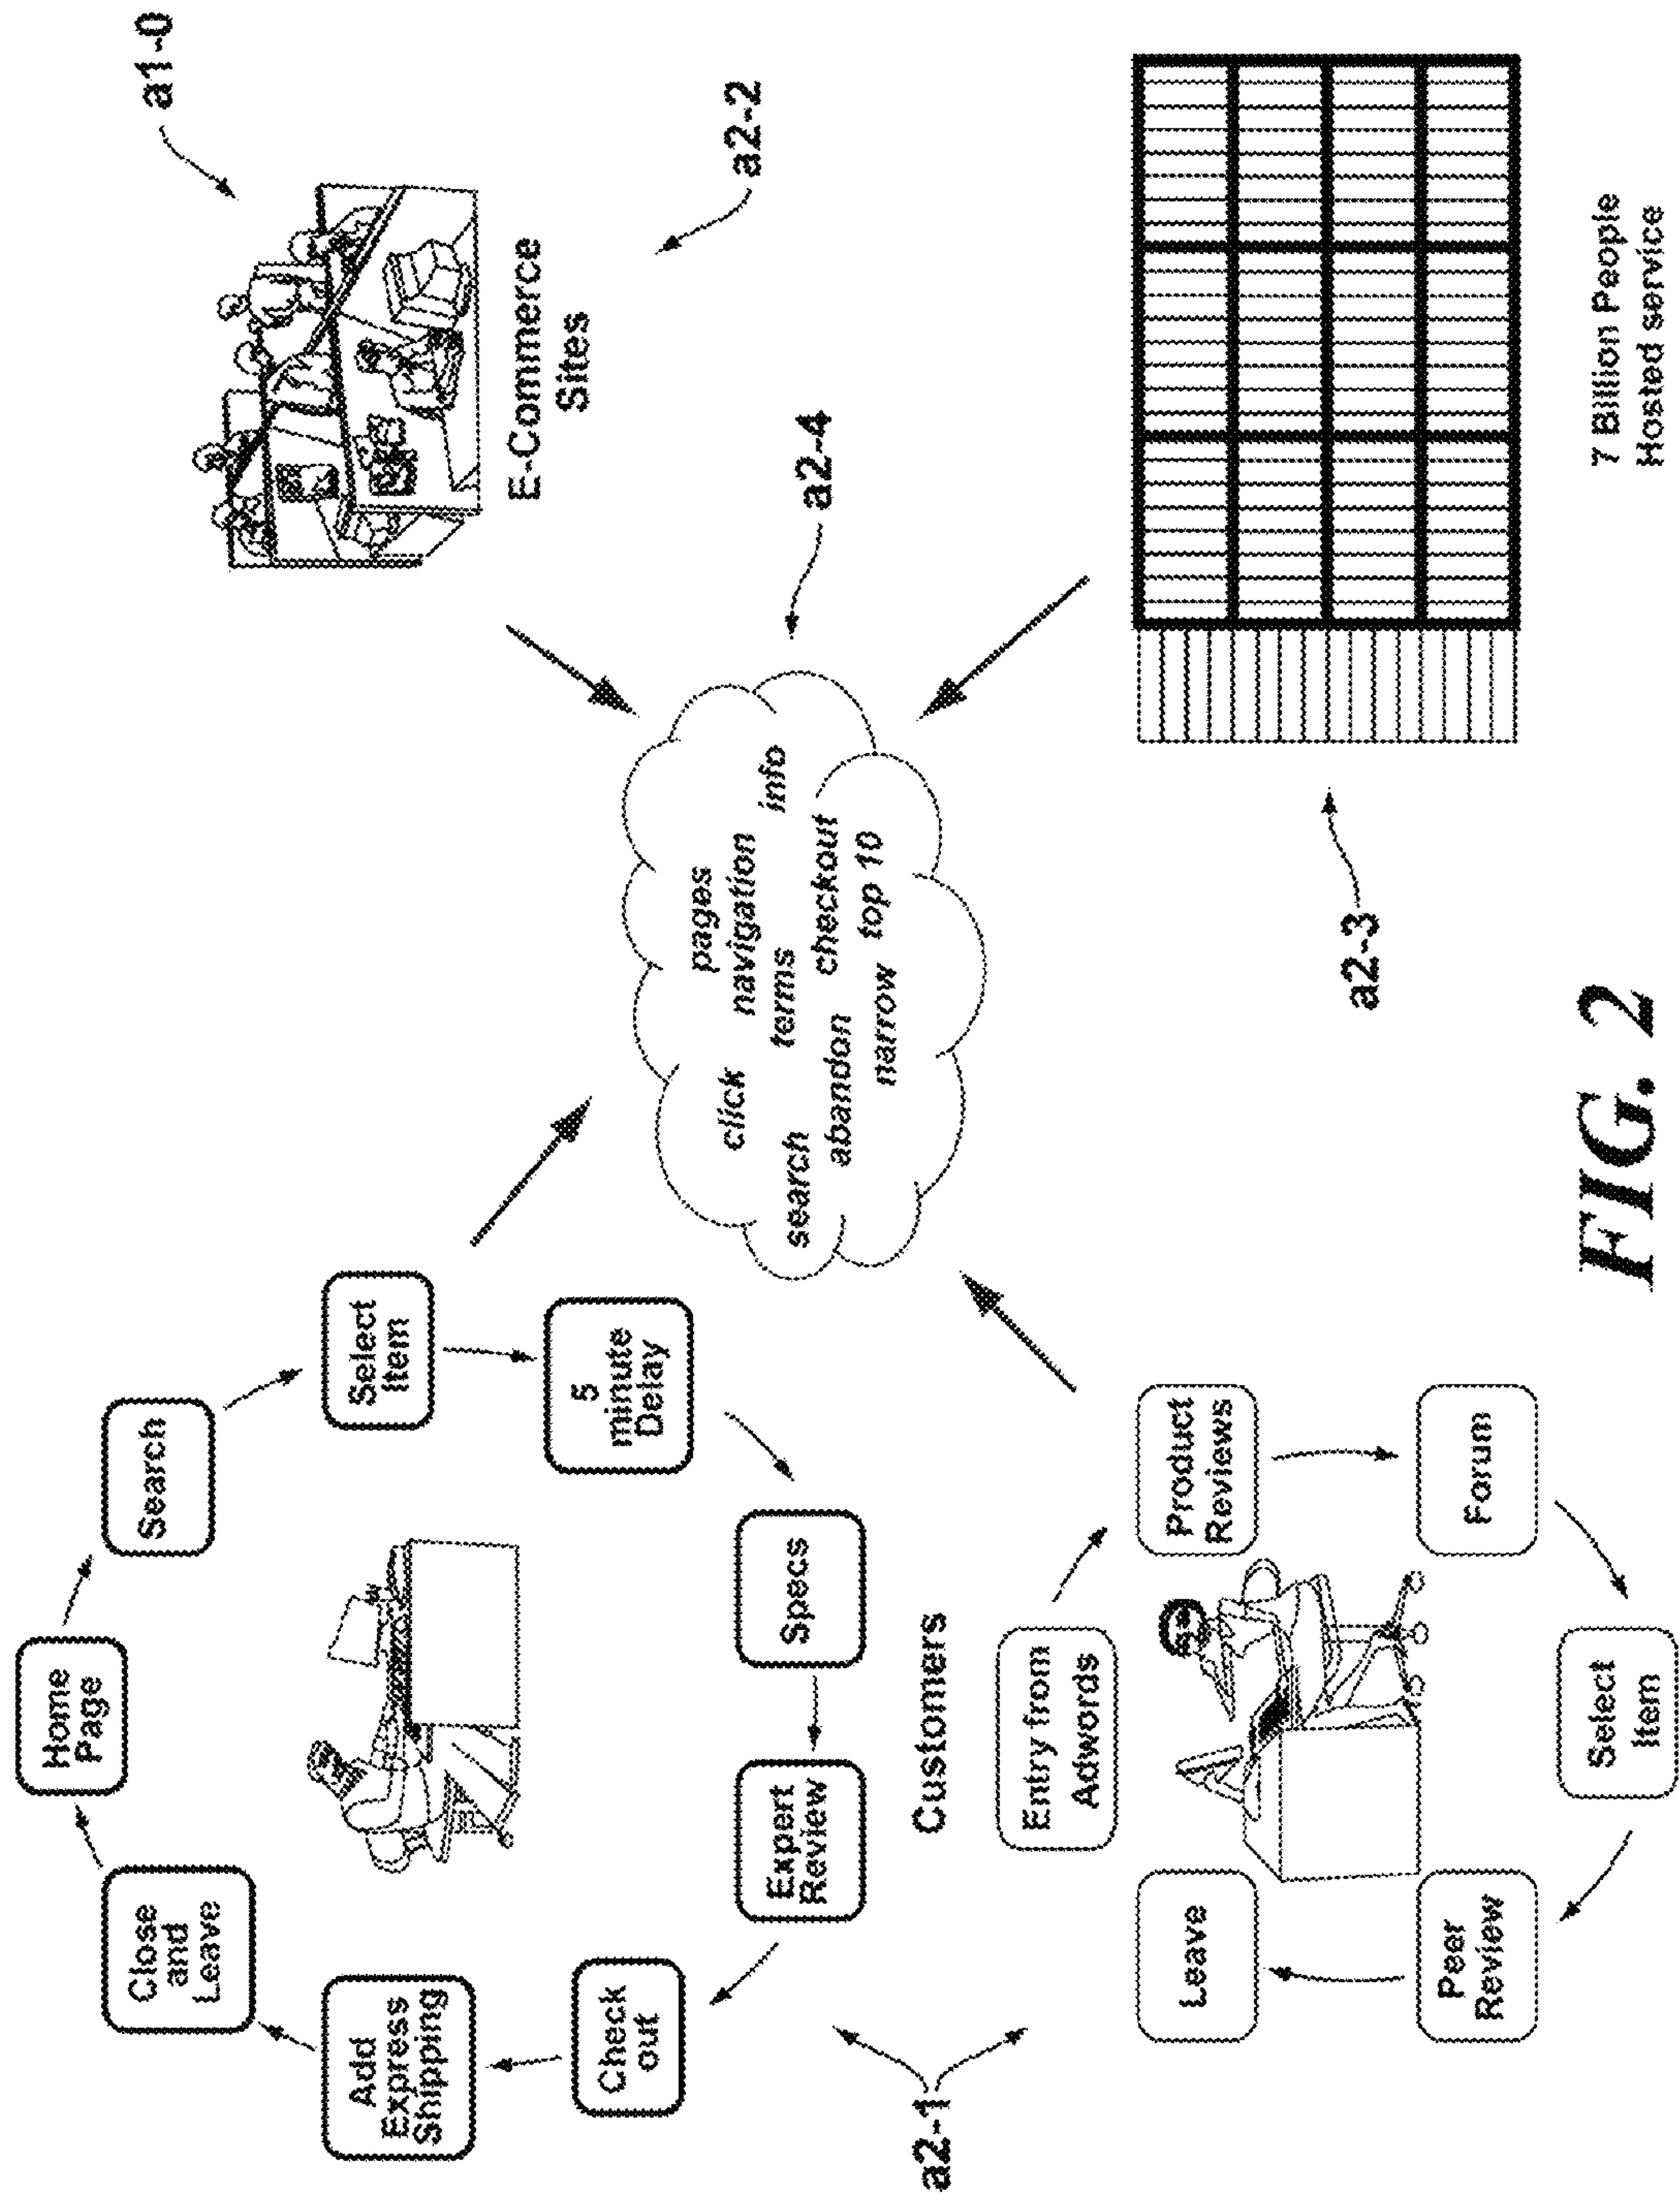 Home
Page
Search
Select
Item
5
minute
Delay
Specs
Expert
Review
Check
out
Add
Express
Shipping
Close
and
Leave
Customers
a2-1
Entry from
Adwords
Product
Reviews
Forum
Select
Item
Peer
Review
Leave
pages
click navigation
info
terms
search
checkout
abandon
top 10
narrow
a2-4
a1-0
E-Commerce
Sites
a2-2
a2-3
7 Billion People
Hosted service
FIG. 2